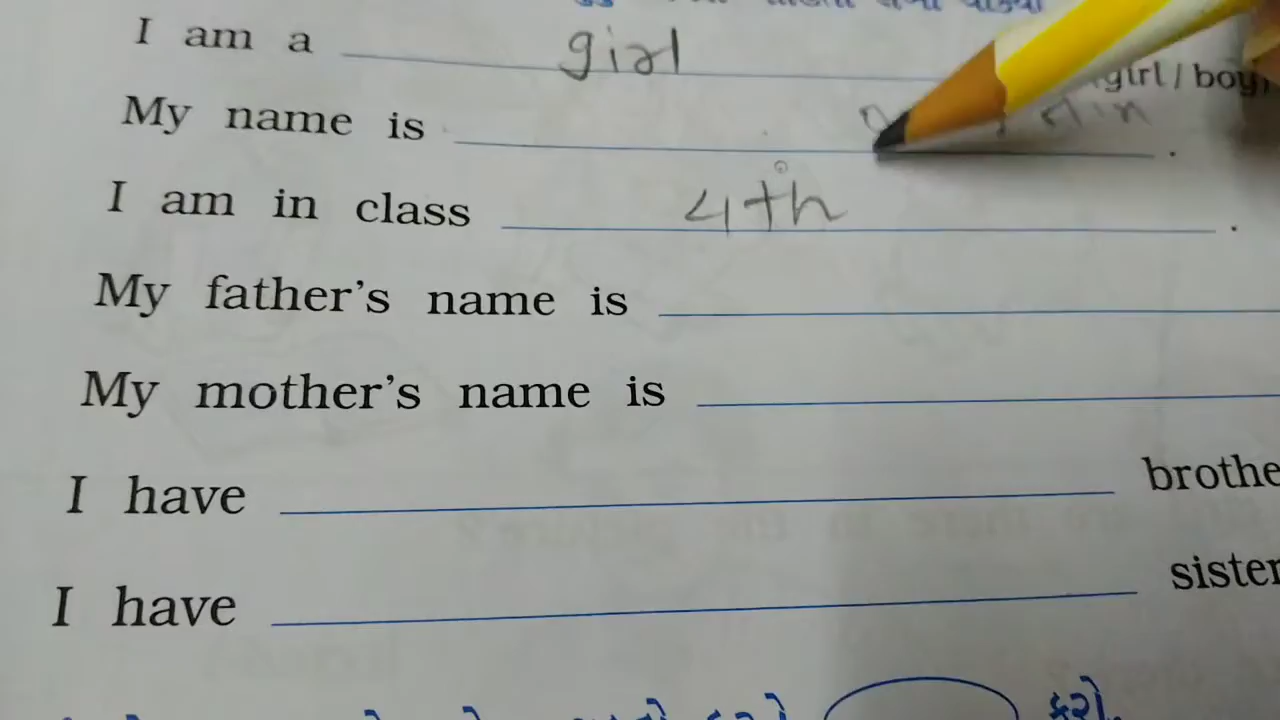 I am a girl (girl / boy)
My name is .
I am in class 4th .
My father's name is
My mother's name is
I have brothe
I have sister